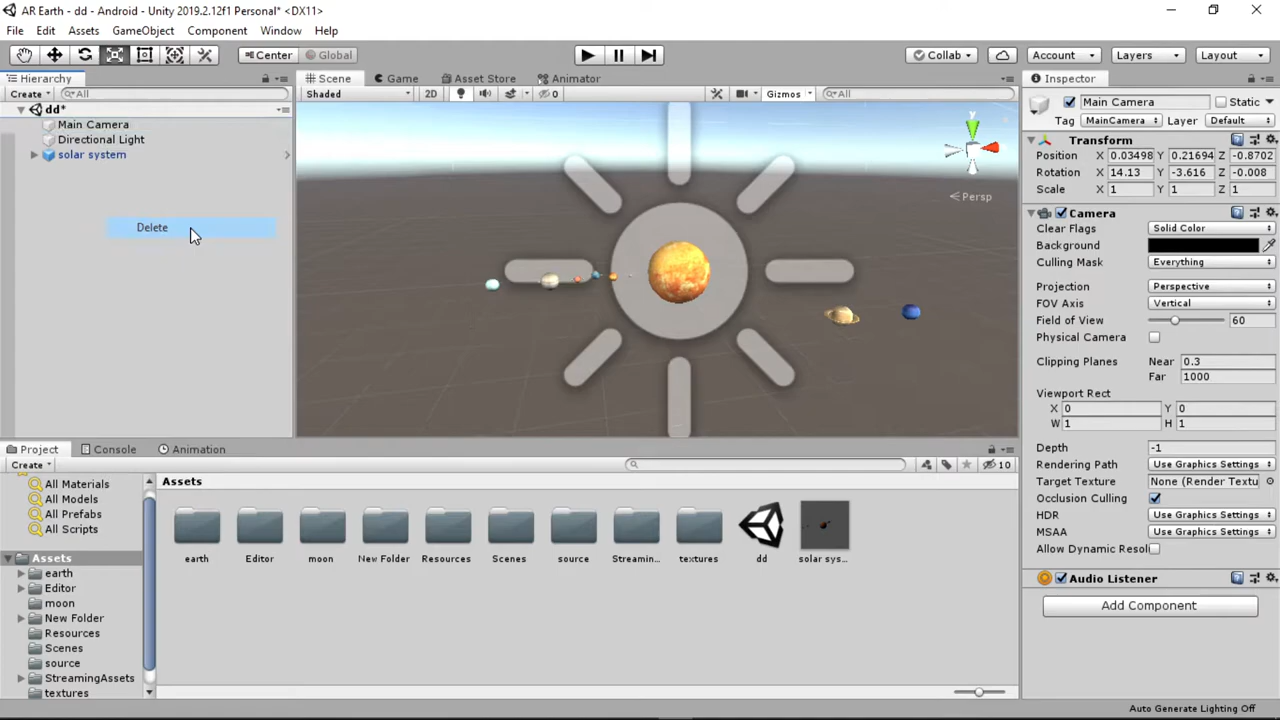 AR Earth - dd - Android - Unity 2019.2.12f1 Personal* <DX11>
File Edit Assets GameObject Component Window Help
Center Global Collab Account Layers Layout
Hierarchy Scene Game Asset Store Animator Inspector
Create All Shaded 2D 0 Gizmos All Main Camera Static
dd* Tag MainCamera Layer Default
Main Camera
Directional Light
solar system
Delete
Persp
Transform
Position X 0.03498 Y 0.21694 Z -0.8702
Rotation X 14.13 Y -3.616 Z -0.008
Scale X 1 Y 1 Z 1
Camera
Clear Flags Solid Color
Background
Culling Mask Everything
Projection Perspective
FOV Axis Vertical
Field of View 60
Physical Camera
Clipping Planes Near 0.3
Far 1000
Viewport Rect
X 0 Y 0
W 1 H 1
Depth -1
Rendering Path Use Graphics Settings
Target Texture None (Render Textu
Occlusion Culling
HDR Use Graphics Settings
MSAA Use Graphics Settings
Allow Dynamic Resol
Audio Listener
Add Component
Project Console Animation
Create 10
All Materials
All Models
All Prefabs
All Scripts
Assets
earth
Editor
moon
New Folder
Resources
Scenes
source
StreamingAssets
textures
Assets
earth Editor moon New Folder Resources Scenes source Streamin... textures dd solar sys...
Auto Generate Lighting Off